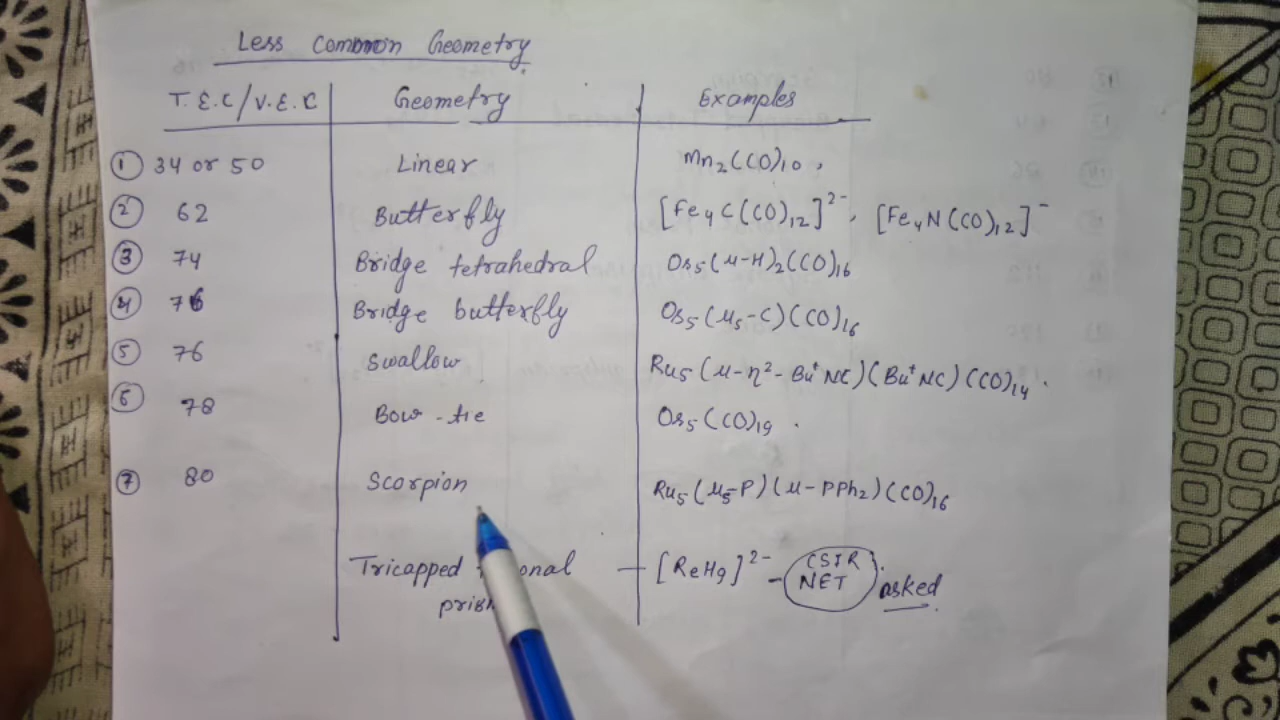 Less Common Geometry
T.E.C/V.E.C Geometry Examples
① 34 or 50 Linear Mn₂(CO)₁₀,
② 62 Butterfly [Fe₄C(CO)₁₂]²⁻, [Fe₄N(CO)₁₂]⁻
③ 74 Bridge tetrahedral Os₅(μ-H)₂(CO)₁₆
④ 76 Bridge butterfly Os₅(μ₅-C)(CO)₁₆
⑤ 76 Swallow Ru₅(μ-η²-BuᵗNC)(BuᵗNC)(CO)₁₄.
⑥ 78 Bow-tie Os₅(CO)₁₉.
⑦ 80 Scorpion Ru₅(μ₅-P)(μ-PPh₂)(CO)₁₆
Tricapped — [ReH₉]²⁻ - CSIR NET asked